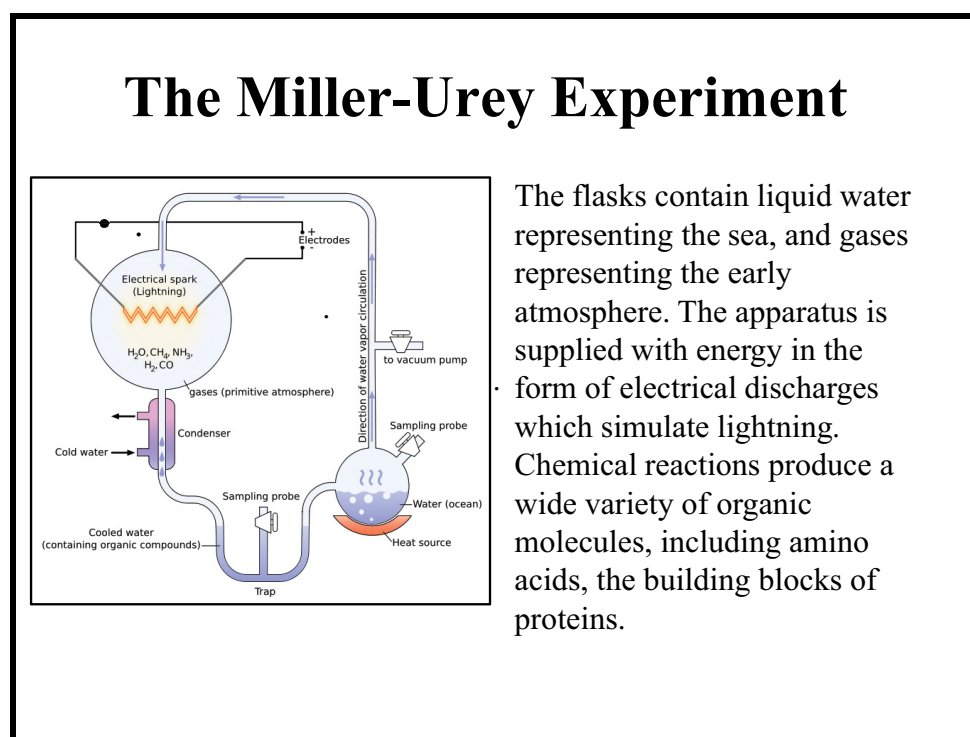 The Miller-Urey Experiment
+
Electrodes
-
Electrical spark
(Lightning)
H₂O, CH₄, NH₃,
H₂, CO
gases (primitive atmosphere)
Direction of water vapor circulation
to vacuum pump
Condenser
Cold water
Sampling probe
Sampling probe
Water (ocean)
Cooled water
(containing organic compounds)
Heat source
Trap
The flasks contain liquid water
representing the sea, and gases
representing the early
atmosphere. The apparatus is
supplied with energy in the
form of electrical discharges
which simulate lightning.
Chemical reactions produce a
wide variety of organic
molecules, including amino
acids, the building blocks of
proteins.